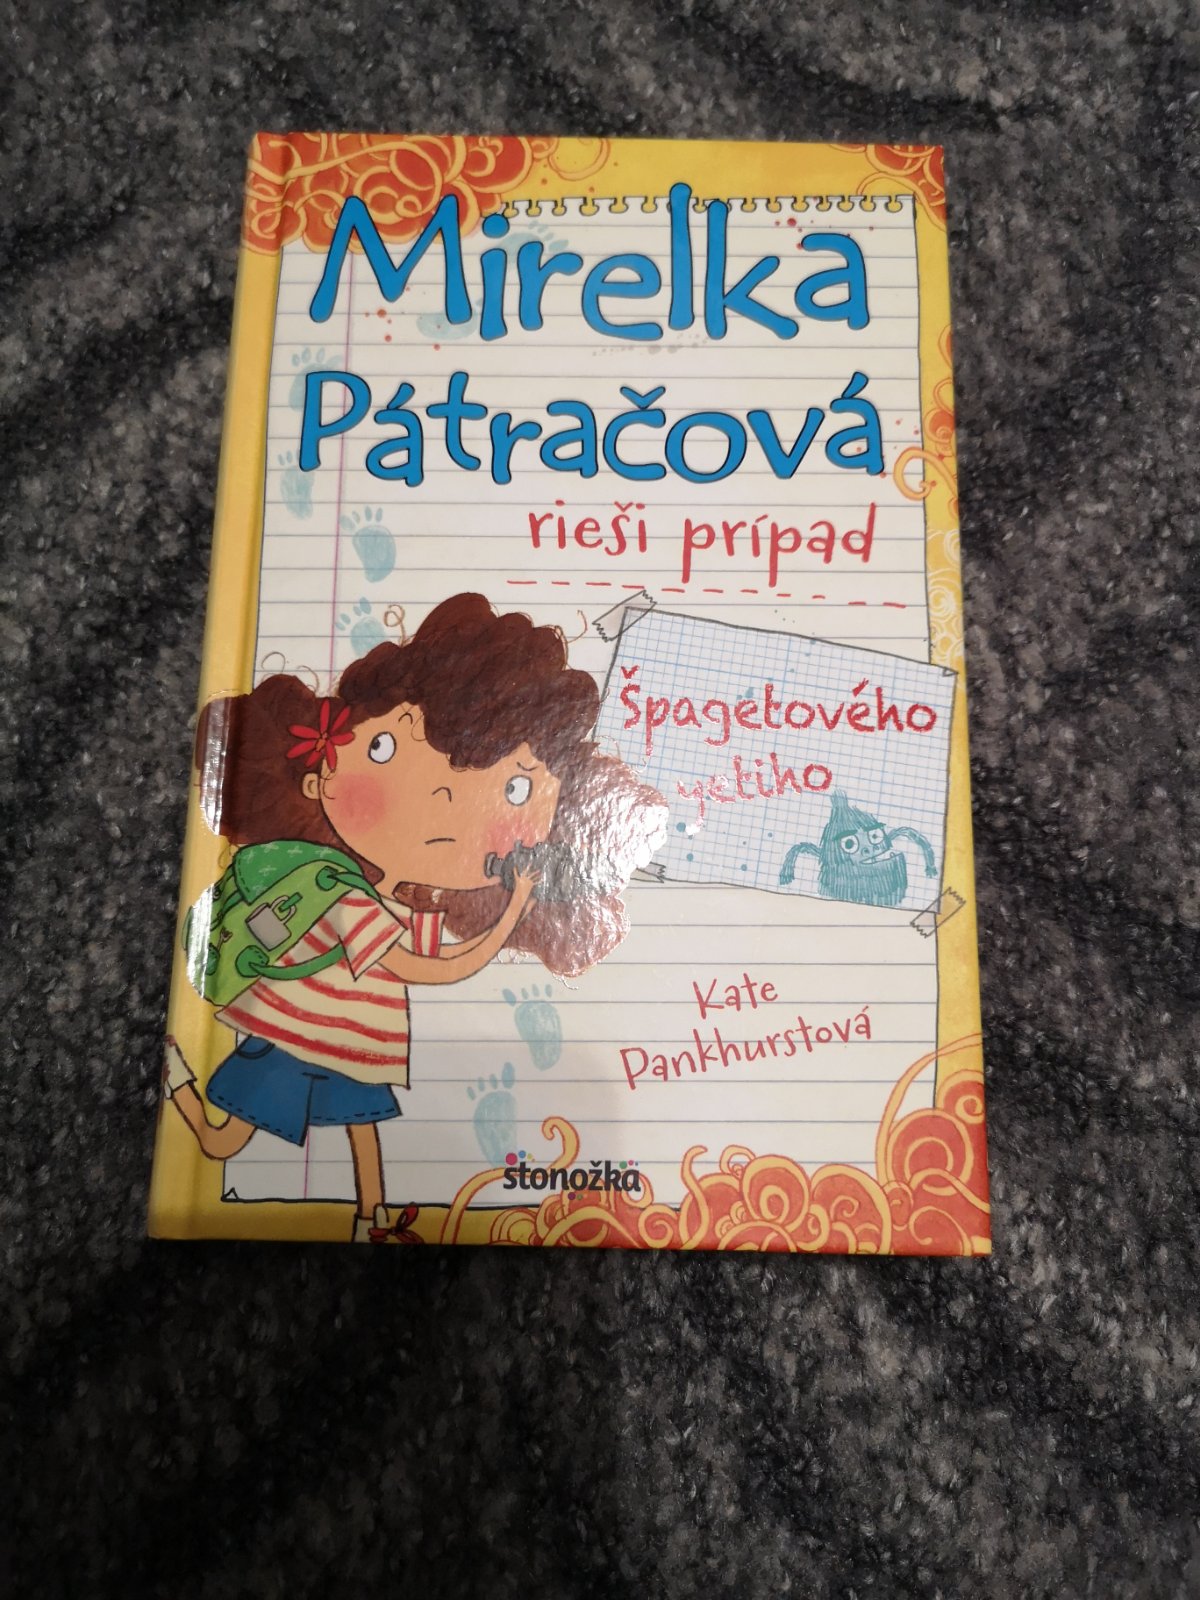 Mirelka
Pátračová
rieši prípad
Špagetového
yetiho
Kate
Pankhurstová
stonožka